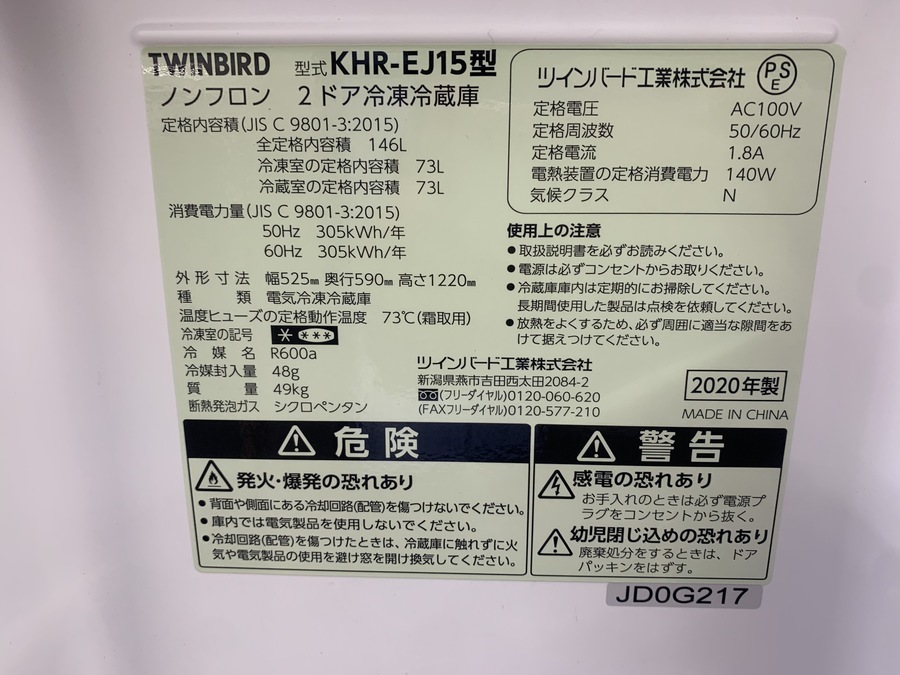 TWINBIRD 型式 KHR-EJ15型
ノンフロン 2ドア冷凍冷蔵庫
定格内容積(JIS C 9801-3:2015)
全定格内容積 146L
冷凍室の定格内容積 73L
冷蔵室の定格内容積 73L
消費電力量(JIS C 9801-3:2015)
50Hz 305kWh/年
60Hz 305kWh/年
外形寸法 幅525mm 奥行590mm 高さ1220mm
種類 電気冷凍冷蔵庫
温度ヒューズの定格動作温度 73℃(霜取用)
冷凍室の記号 * ***
冷媒名 R600a
冷媒封入量 48g
質量 49kg
断熱発泡ガス シクロペンタン
ツインバード工業株式会社 PSE
定格電圧 AC100V
定格周波数 50/60Hz
定格電流 1.8A
電熱装置の定格消費電力 140W
気候クラス N
使用上の注意
●取扱説明書を必ずお読みください。
●電源は必ずコンセントからお取りください。
●冷蔵庫庫内は定期的にお掃除してください。
長期間使用した製品は点検を依頼してください。
●放熱をよくするため、必ず周囲に適当な隙間をあ
けて据えつけてください。
ツインバード工業株式会社
新潟県燕市吉田西太田2084-2
(フリーダイヤル)0120-060-620
(FAXフリーダイヤル)0120-577-210
2020年製
MADE IN CHINA
⚠危険
発火・爆発の恐れあり
●背面や側面にある冷却回路(配管)を傷つけないでください。
●庫内では電気製品を使用しないでください。
●冷却回路(配管)を傷つけたときは、冷蔵庫に触れずに火
気や電気製品の使用を避け窓を開け換気してください。
⚠警告
感電の恐れあり
お手入れのときは必ず電源プ
ラグをコンセントから抜く。
幼児閉じ込めの恐れあり
廃棄処分をするときは、ドア
パッキンをはずす。
JD0G217